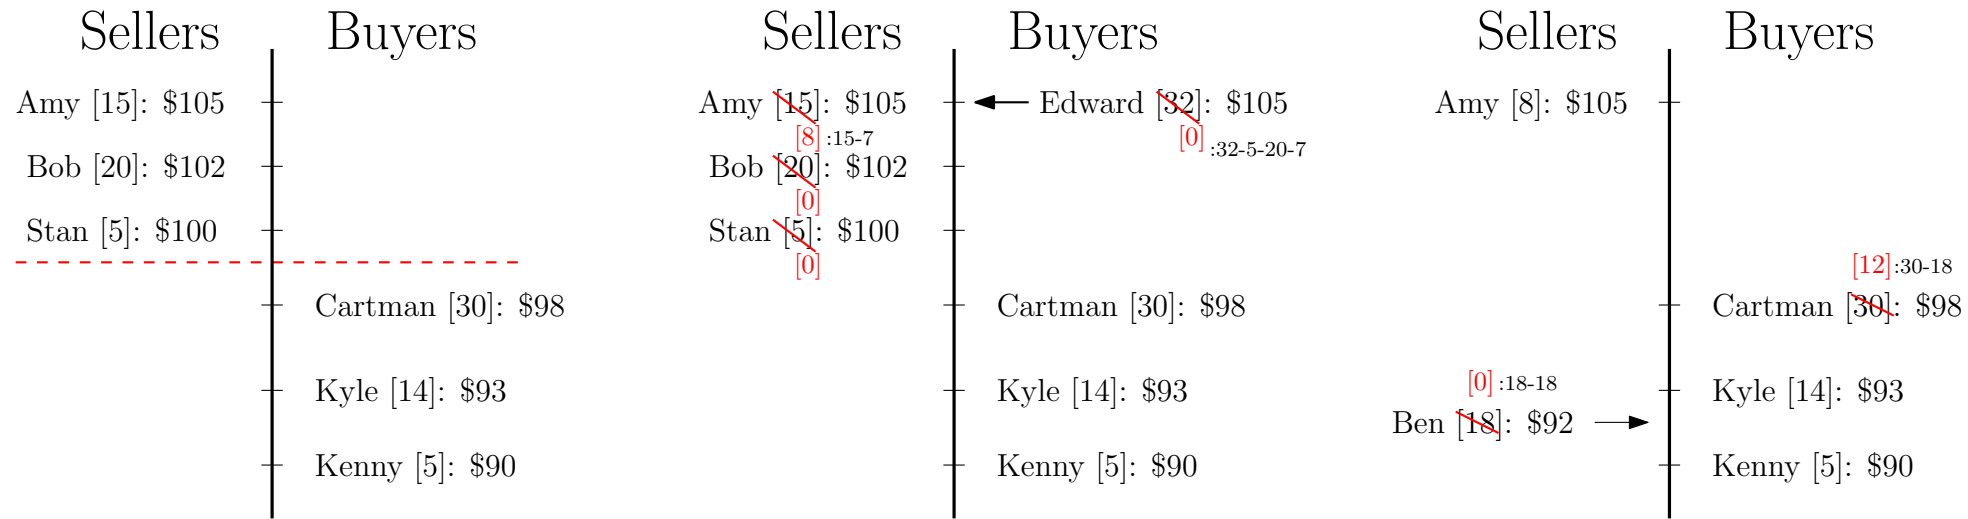 Sellers Buyers
Amy [15]: $105
Bob [20]: $102
Stan [5]: $100
Cartman [30]: $98
Kyle [14]: $93
Kenny [5]: $90
Sellers Buyers
Amy [15]: $105 Edward [32]: $105
[8] :15-7 [0] :32-5-20-7
Bob [20]: $102
[0]
Stan [5]: $100
[0]
Cartman [30]: $98
Kyle [14]: $93
Kenny [5]: $90
Sellers Buyers
Amy [8]: $105
[12]:30-18
Cartman [30]: $98
[0] :18-18
Kyle [14]: $93
Ben [18]: $92
Kenny [5]: $90